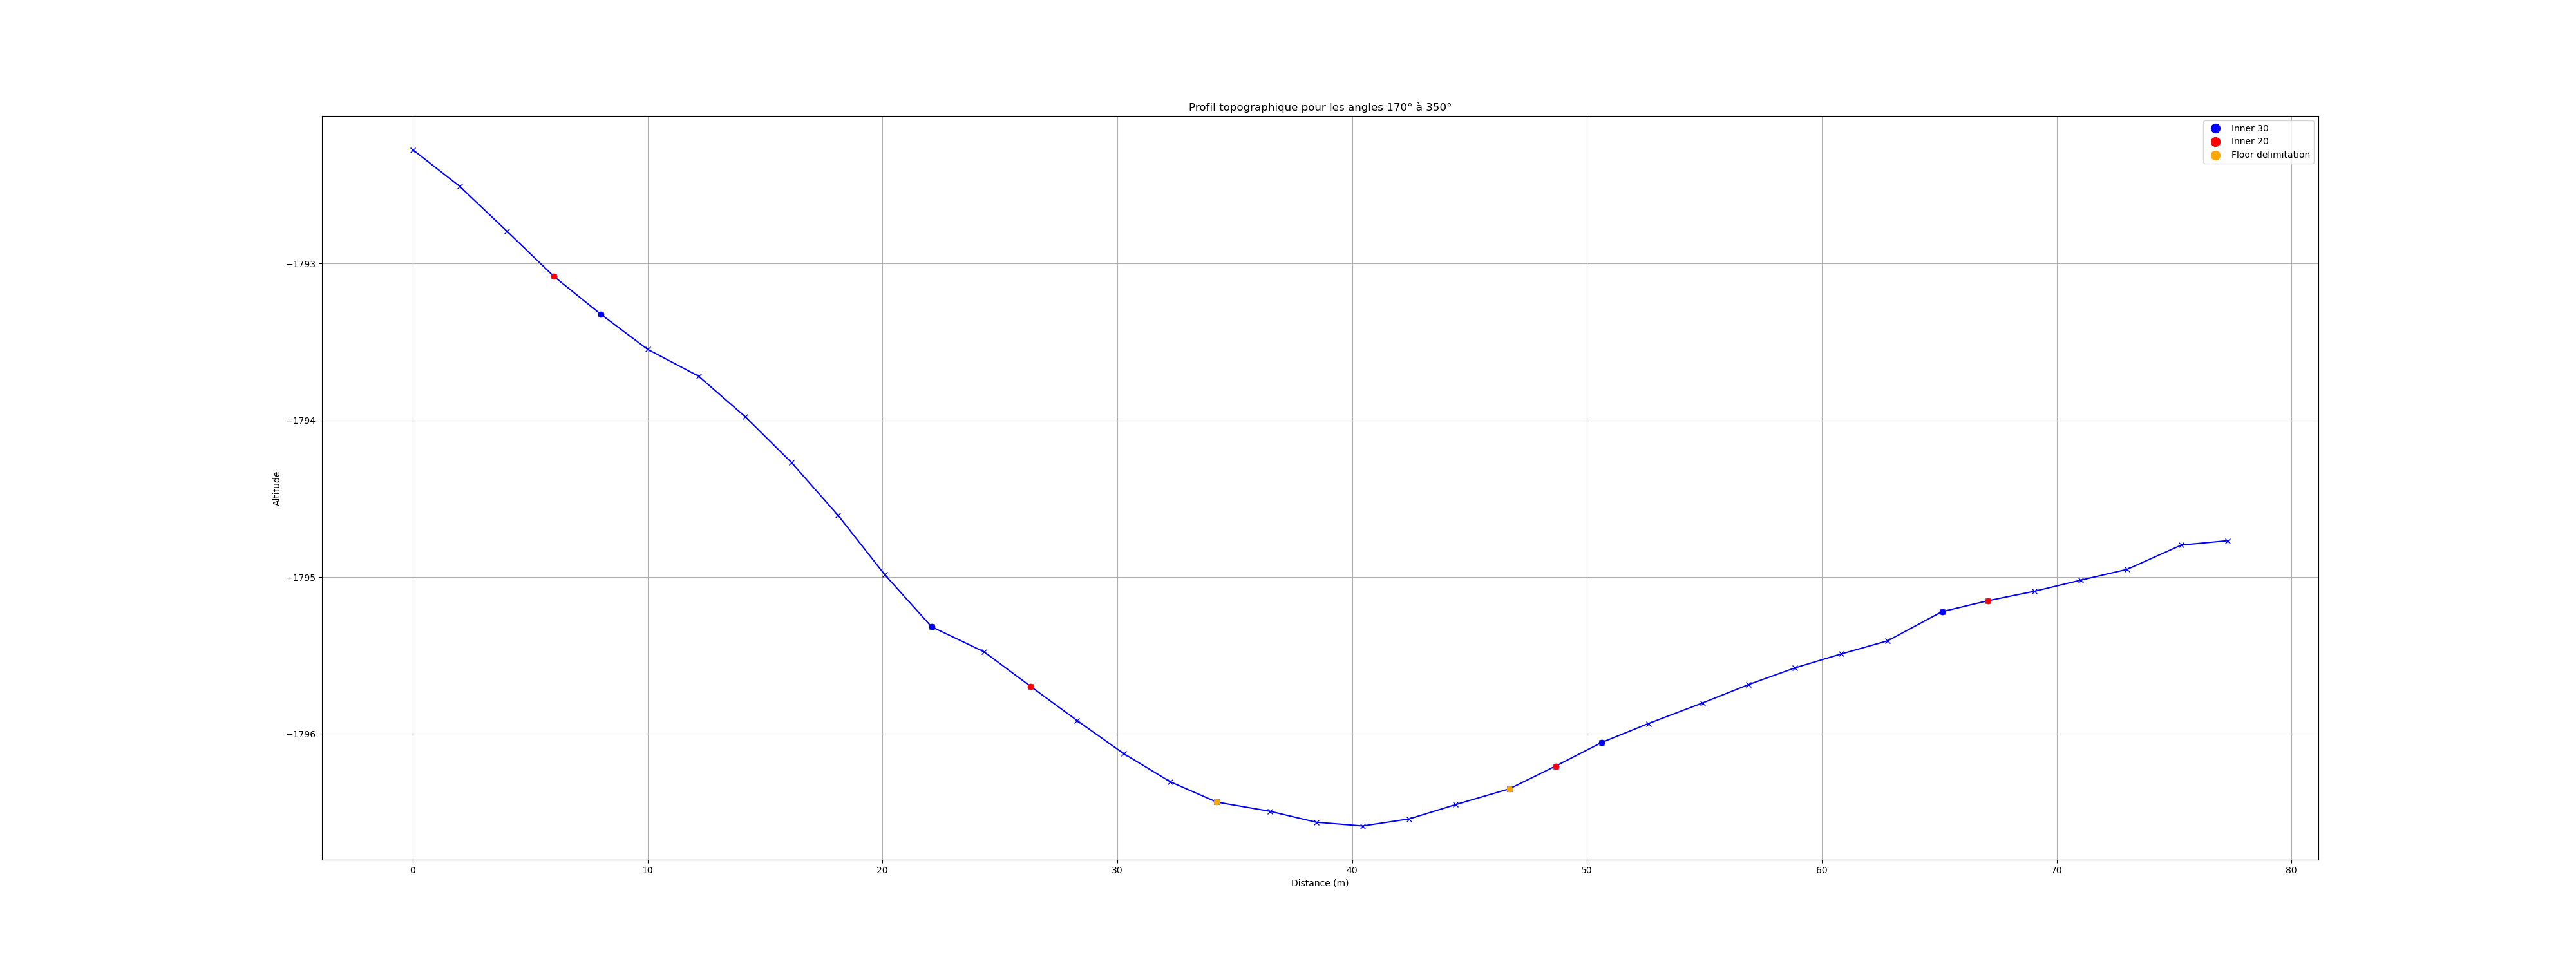 Profil topographique pour les angles 170° à 350°
Inner 30
Inner 20
Floor delimitation
Altitude
−1793
−1794
−1795
−1796
0 10 20 30 40 50 60 70 80
Distance (m)